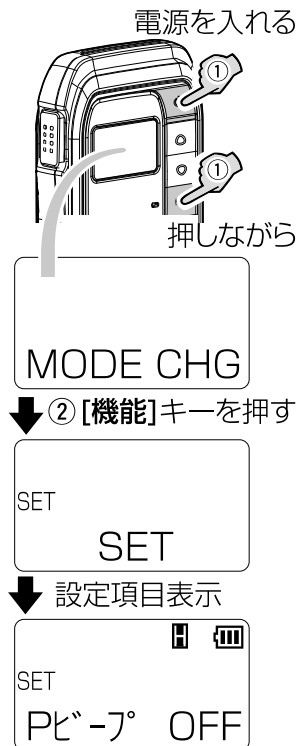 電源を入れる
①
①
押しながら
MODE CHG
② [機能]キーを押す
SET
SET
設定項目表示
H
SET
Pﾋﾞｰﾌﾟ OFF